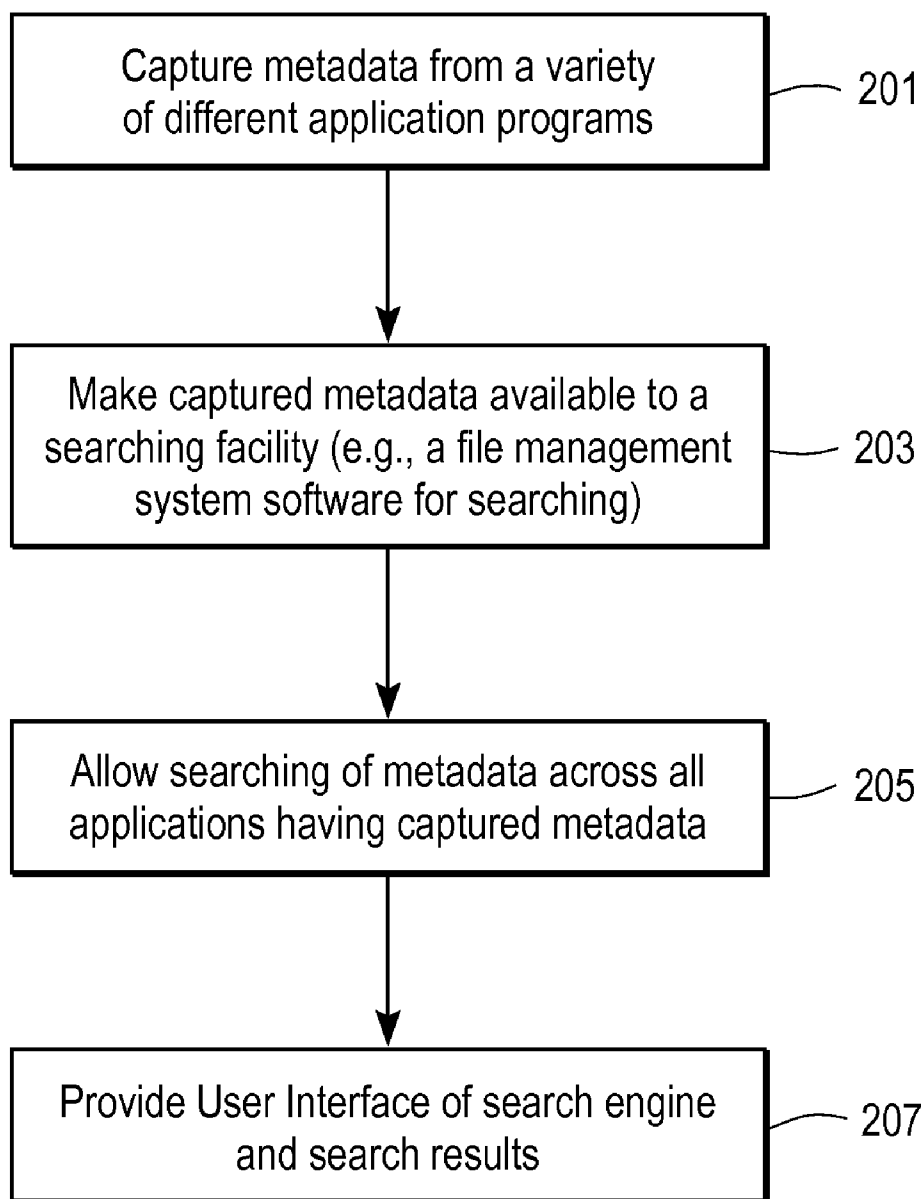 Capture metadata from a variety
of different application programs
201
Make captured metadata available to a
searching facility (e.g., a file management
system software for searching)
203
Allow searching of metadata across all
applications having captured metadata
205
Provide User Interface of search engine
and search results
207